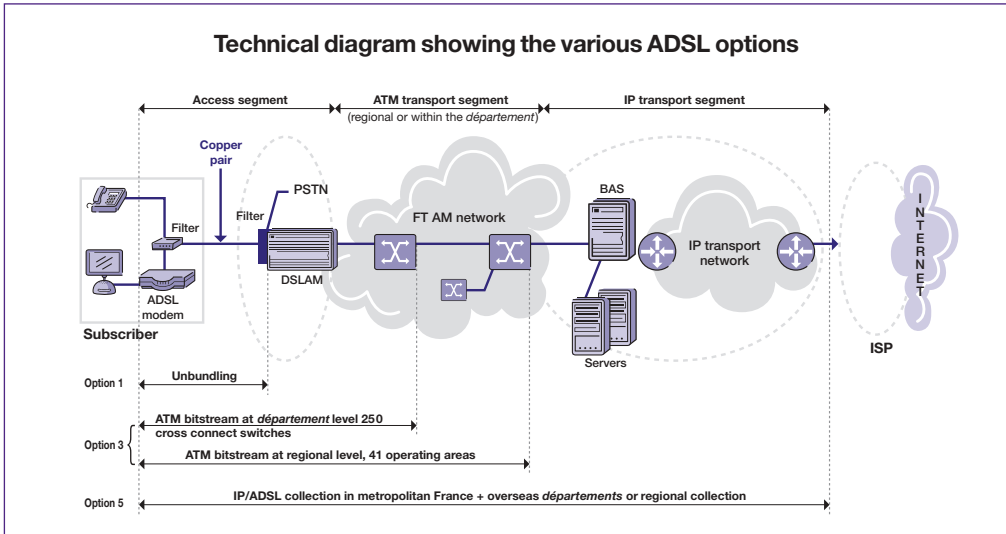 Technical diagram showing the various ADSL options
Access segment
ATM transport segment
(regional or within the département)
IP transport segment
Copper
pair
PSTN
Filter
Filter
FT AM network
BAS
IP transport
network
INTERNET
DSLAM
ADSL
modem
Subscriber
Servers
ISP
Option 1
Unbundling
Option 3
ATM bitstream at département level 250
cross connect switches
ATM bitstream at regional level, 41 operating areas
Option 5
IP/ADSL collection in metropolitan France + overseas départements or regional collection